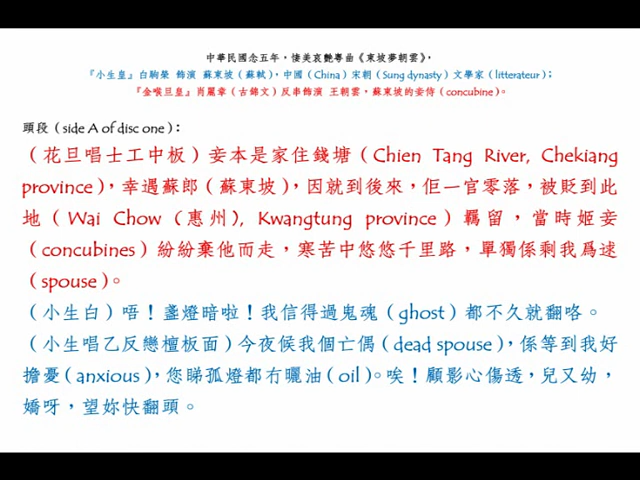 中華民國念五年，悽美哀艷粵曲《東坡夢朝雲》，
『小生皇』白駒榮 飾演 蘇東坡（蘇軾），中國（China）宋朝（Sung dynasty）文學家（litterateur）；
『金喉旦皇』肖麗章（古錦文）反串飾演 王朝雲，蘇東坡的妾侍（concubine）。
頭段（side A of disc one）：
（花旦唱士工中板）妾本是家住錢塘（Chien Tang River, Chekiang
province），幸遇蘇郎（蘇東坡），因就到後來，佢一官零落，被貶到此
地（Wai Chow（惠州), Kwangtung province）羈留，當時姬妾
（concubines）紛紛棄他而走，寒苦中悠悠千里路，單獨係剩我爲逑
（spouse）。
（小生白）唔！盞燈暗啦！我信得過鬼魂（ghost）都不久就翻咯。
（小生唱乙反戀檀板面）今夜候我個亡偶（dead spouse），係等到我好
擔憂（anxious），您睇孤燈都冇曬油（oil）。唉！顧影心傷透，兒又幼，
嬌呀，望妳快翻頭。